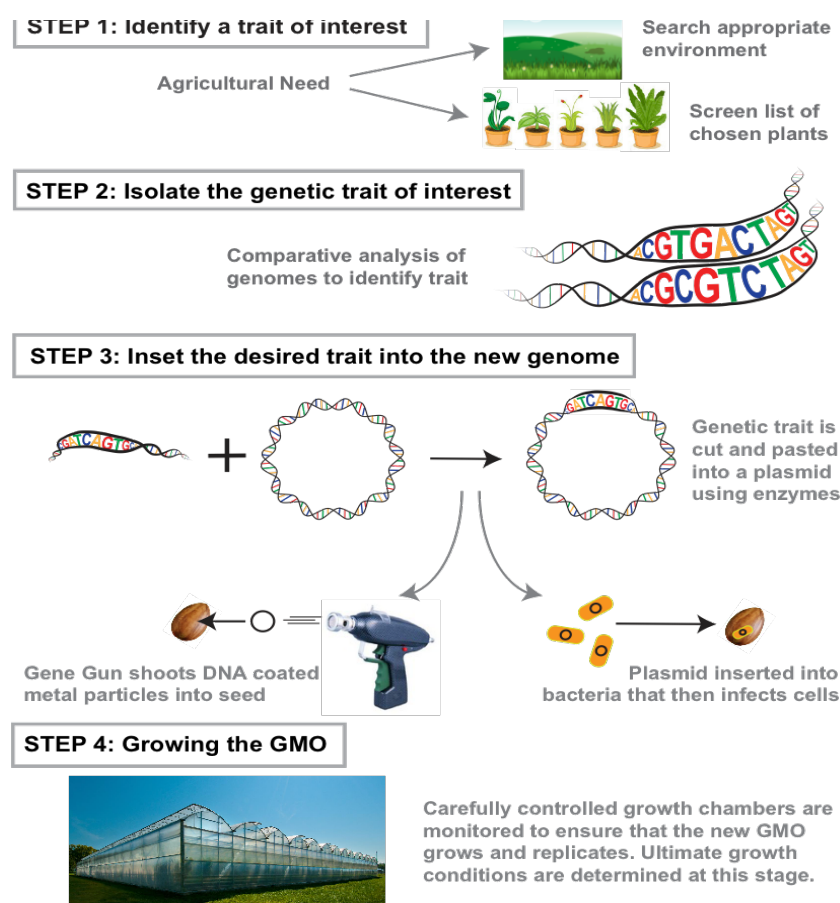 STEP 1: Identify a trait of interest
Search appropriate
environment
Agricultural Need
Screen list of
chosen plants
STEP 2: Isolate the genetic trait of interest
Comparative analysis of
genomes to identify trait
ACGTGACTAGT
ACGCGTCTAGT
STEP 3: Inset the desired trait into the new genome
GATCAGTGC
GATCAGTGC
Genetic trait is
cut and pasted
into a plasmid
using enzymes
Gene Gun shoots DNA coated
metal particles into seed
Plasmid inserted into
bacteria that then infects cells
STEP 4: Growing the GMO
Carefully controlled growth chambers are
monitored to ensure that the new GMO
grows and replicates. Ultimate growth
conditions are determined at this stage.